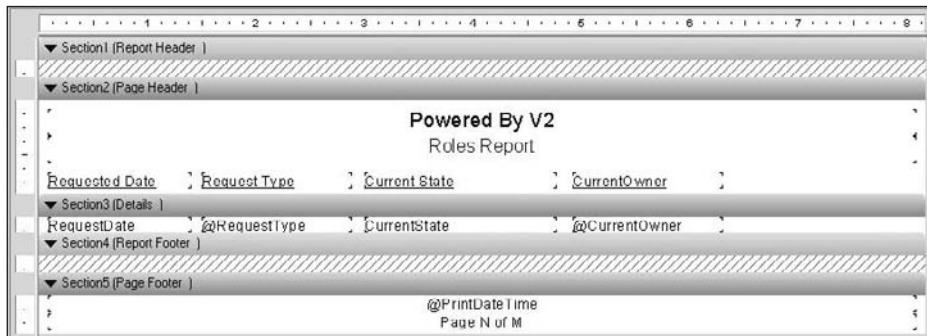 1 2 3 4 5 6 7 8
Section1 (Report Header )
Section2 (Page Header )
Powered By V2
Roles Report
Requested Date Request Type Current State CurrentOwner
Section3 (Details )
RequestDate @RequestType CurrentState @CurrentOwner
Section4 (Report Footer )
Section5 (Page Footer )
@PrintDateTime
Page N of M